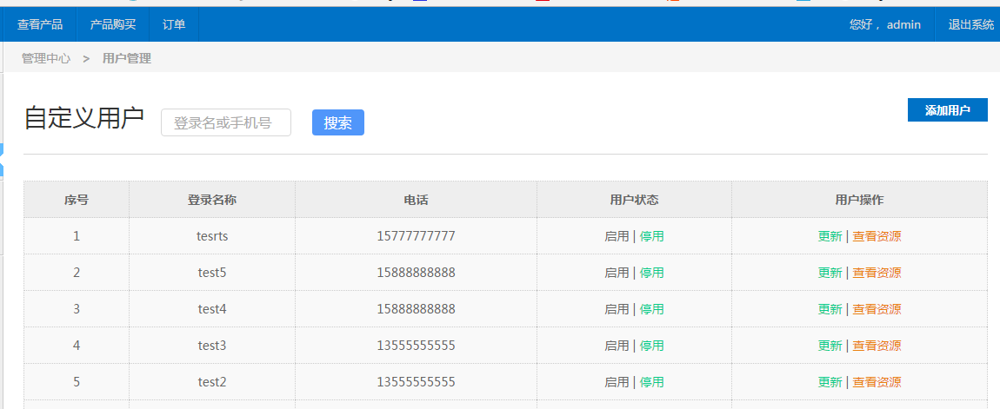 查看产品 产品购买 订单 您好， admin 退出系统
管理中心 > 用户管理
自定义用户 登录名或手机号 搜索 添加用户
序号 登录名称 电话 用户状态 用户操作
1 tesrts 15777777777 启用 | 停用 更新 | 查看资源
2 test5 15888888888 启用 | 停用 更新 | 查看资源
3 test4 15888888888 启用 | 停用 更新 | 查看资源
4 test3 13555555555 启用 | 停用 更新 | 查看资源
5 test2 13555555555 启用 | 停用 更新 | 查看资源